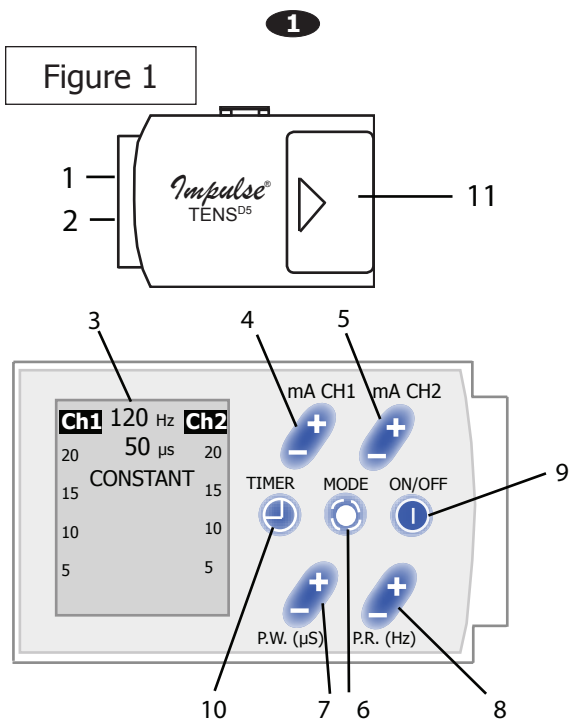 1
Figure 1
1
2
Impulse®
TENS D5
11
3
4
5
mA CH1 mA CH2
Ch1 120 Hz Ch2
50 µs
CONSTANT
20 20
15 15
10 10
5 5
+ +
− −
TIMER MODE ON/OFF
9
+ +
− −
P.W. (µS) P.R. (Hz)
10 7 6 8